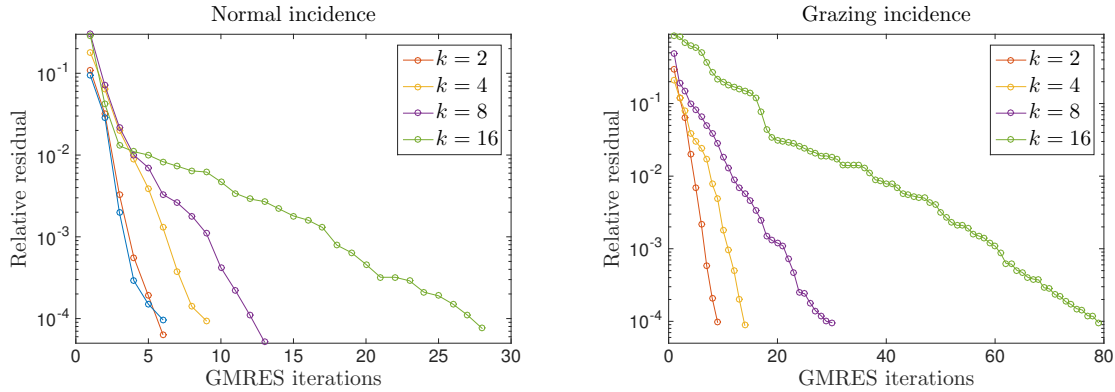 Normal incidence
10^-1
10^-2
10^-3
10^-4
Relative residual
0 5 10 15 20 25 30
GMRES iterations
k = 2
k = 4
k = 8
k = 16
Grazing incidence
10^-1
10^-2
10^-3
10^-4
Relative residual
0 20 40 60 80
GMRES iterations
k = 2
k = 4
k = 8
k = 16